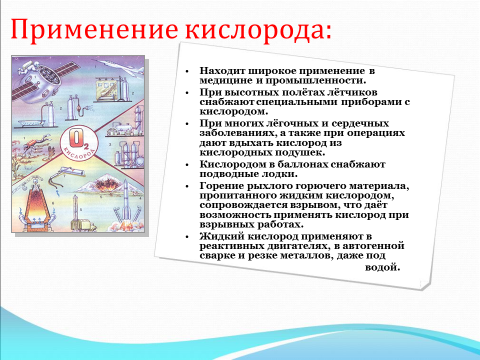 Применение кислорода:
O2
КИСЛОРОД
• Находит широкое применение в
медицине и промышленности.
• При высотных полётах лётчиков
снабжают специальными приборами с
кислородом.
• При многих лёгочных и сердечных
заболеваниях, а также при операциях
дают вдыхать кислород из
кислородных подушек.
• Кислородом в баллонах снабжают
подводные лодки.
• Горение рыхлого горючего материала,
пропитанного жидким кислородом,
сопровождается взрывом, что даёт
возможность применять кислород при
взрывных работах.
• Жидкий кислород применяют в
реактивных двигателях, в автогенной
сварке и резке металлов, даже под
водой.